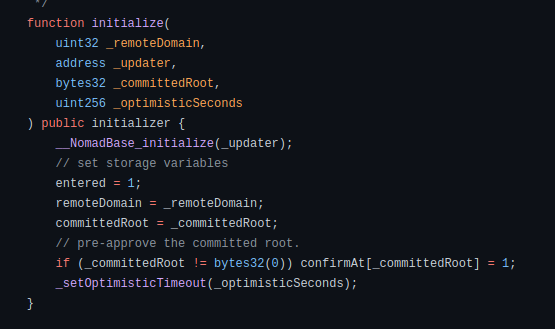 */
function initialize(
uint32 _remoteDomain,
address _updater,
bytes32 _committedRoot,
uint256 _optimisticSeconds
) public initializer {
__NomadBase_initialize(_updater);
// set storage variables
entered = 1;
remoteDomain = _remoteDomain;
committedRoot = _committedRoot;
// pre-approve the committed root.
if (_committedRoot != bytes32(0)) confirmAt[_committedRoot] = 1;
_setOptimisticTimeout(_optimisticSeconds);
}